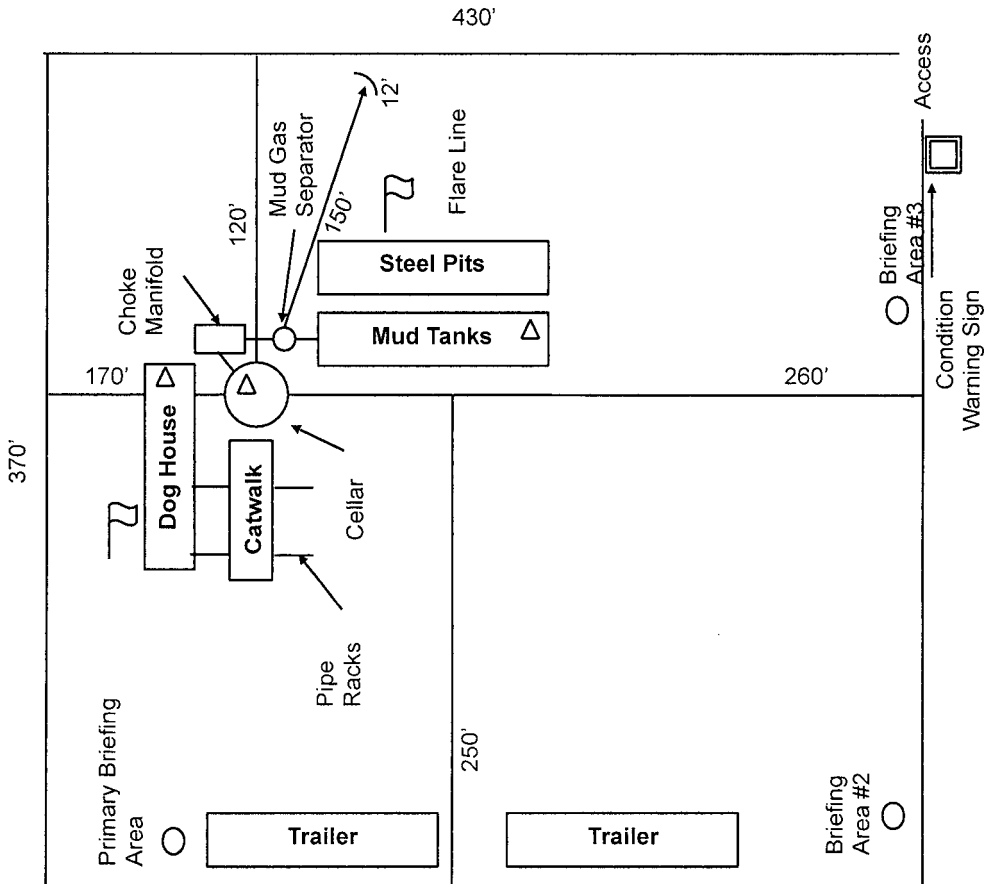 430'
370'
170'
120'
260'
250'
150'
12'
Choke
Manifold
Mud Gas
Separator
Flare Line
Steel Pits
Mud Tanks
Dog House
Catwalk
Cellar
Pipe
Racks
Primary Briefing
Area
Trailer
Trailer
Briefing
Area #2
Briefing
Area #3
Condition
Warning Sign
Access